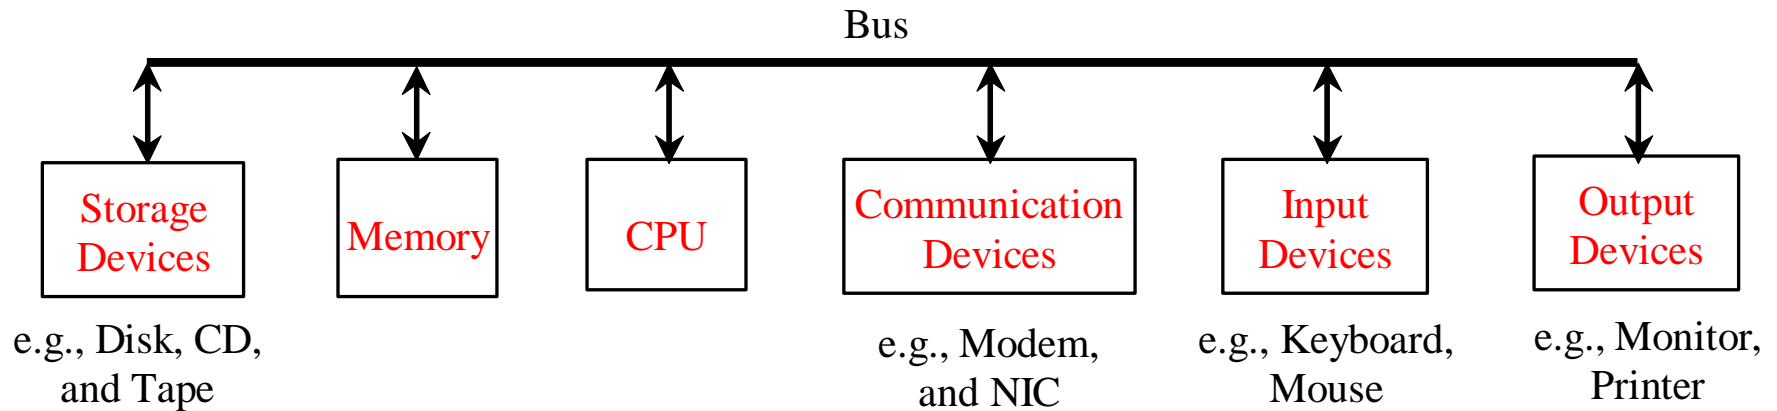 Bus
Storage
Devices
Memory
CPU
Communication
Devices
Input
Devices
Output
Devices
e.g., Disk, CD,
and Tape
e.g., Modem,
and NIC
e.g., Keyboard,
Mouse
e.g., Monitor,
Printer